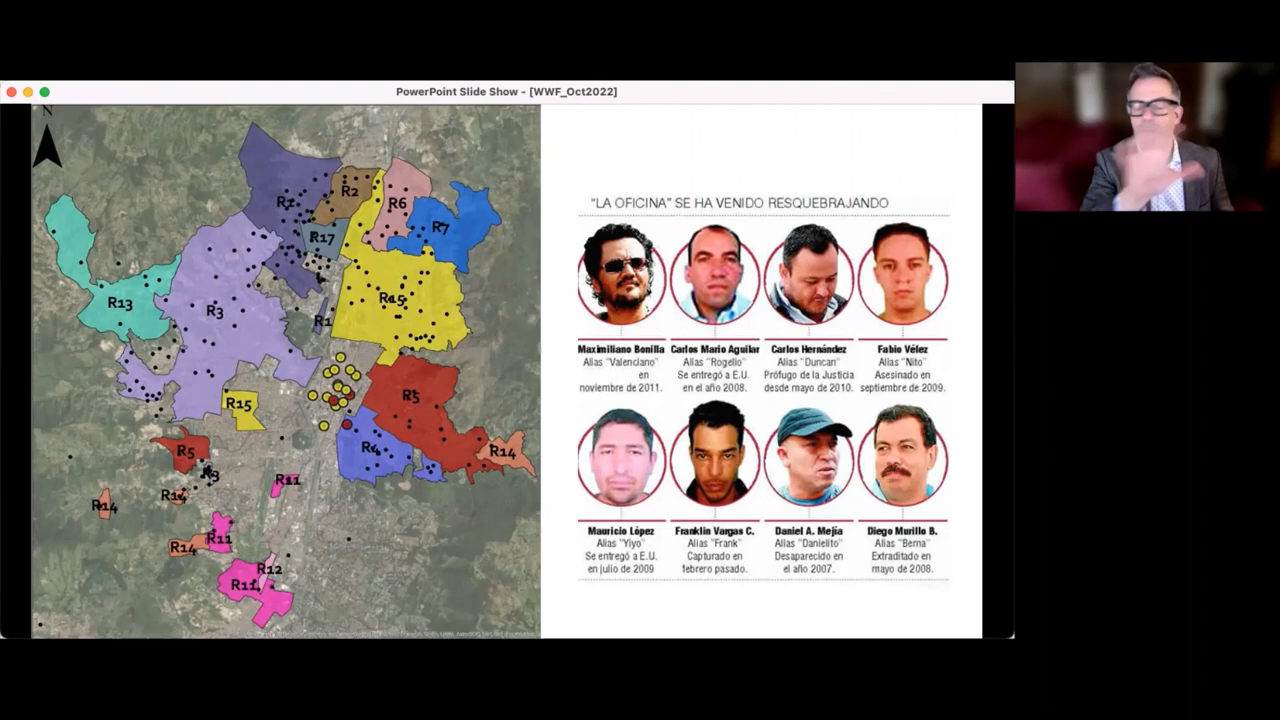 PowerPoint Slide Show - [WWF_Oct2022]
N
R2
R6
R7
R17
R15
R13
R3
R1
R15
R5
R4
R5
R14
R3
R11
R14
R14
R11
R14
R12
R11
"LA OFICINA" SE HA VENIDO RESQUEBRAJANDO
Maximiliano Bonilla
Alias "Valenciano"
en
noviembre de 2011.
Carlos Mario Aguilar
Alias "Rogelio"
Se entregó a E.U.
en el año 2008.
Carlos Hernández
Alias "Duncan"
Prófugo de la Justicia
desde mayo de 2010.
Fabio Vélez
Alias "Nito"
Asesinado en
septiembre de 2009.
Mauricio López
Alias "Yiyo"
Se entregó a E.U.
en julio de 2009
Franklin Vargas C.
Alias "Frank"
Capturado en
febrero pasado.
Daniel A. Mejía
Alias "Danielito"
Desaparecido en
el año 2007.
Diego Murillo B.
Alias "Berna"
Extraditado en
mayo de 2008.